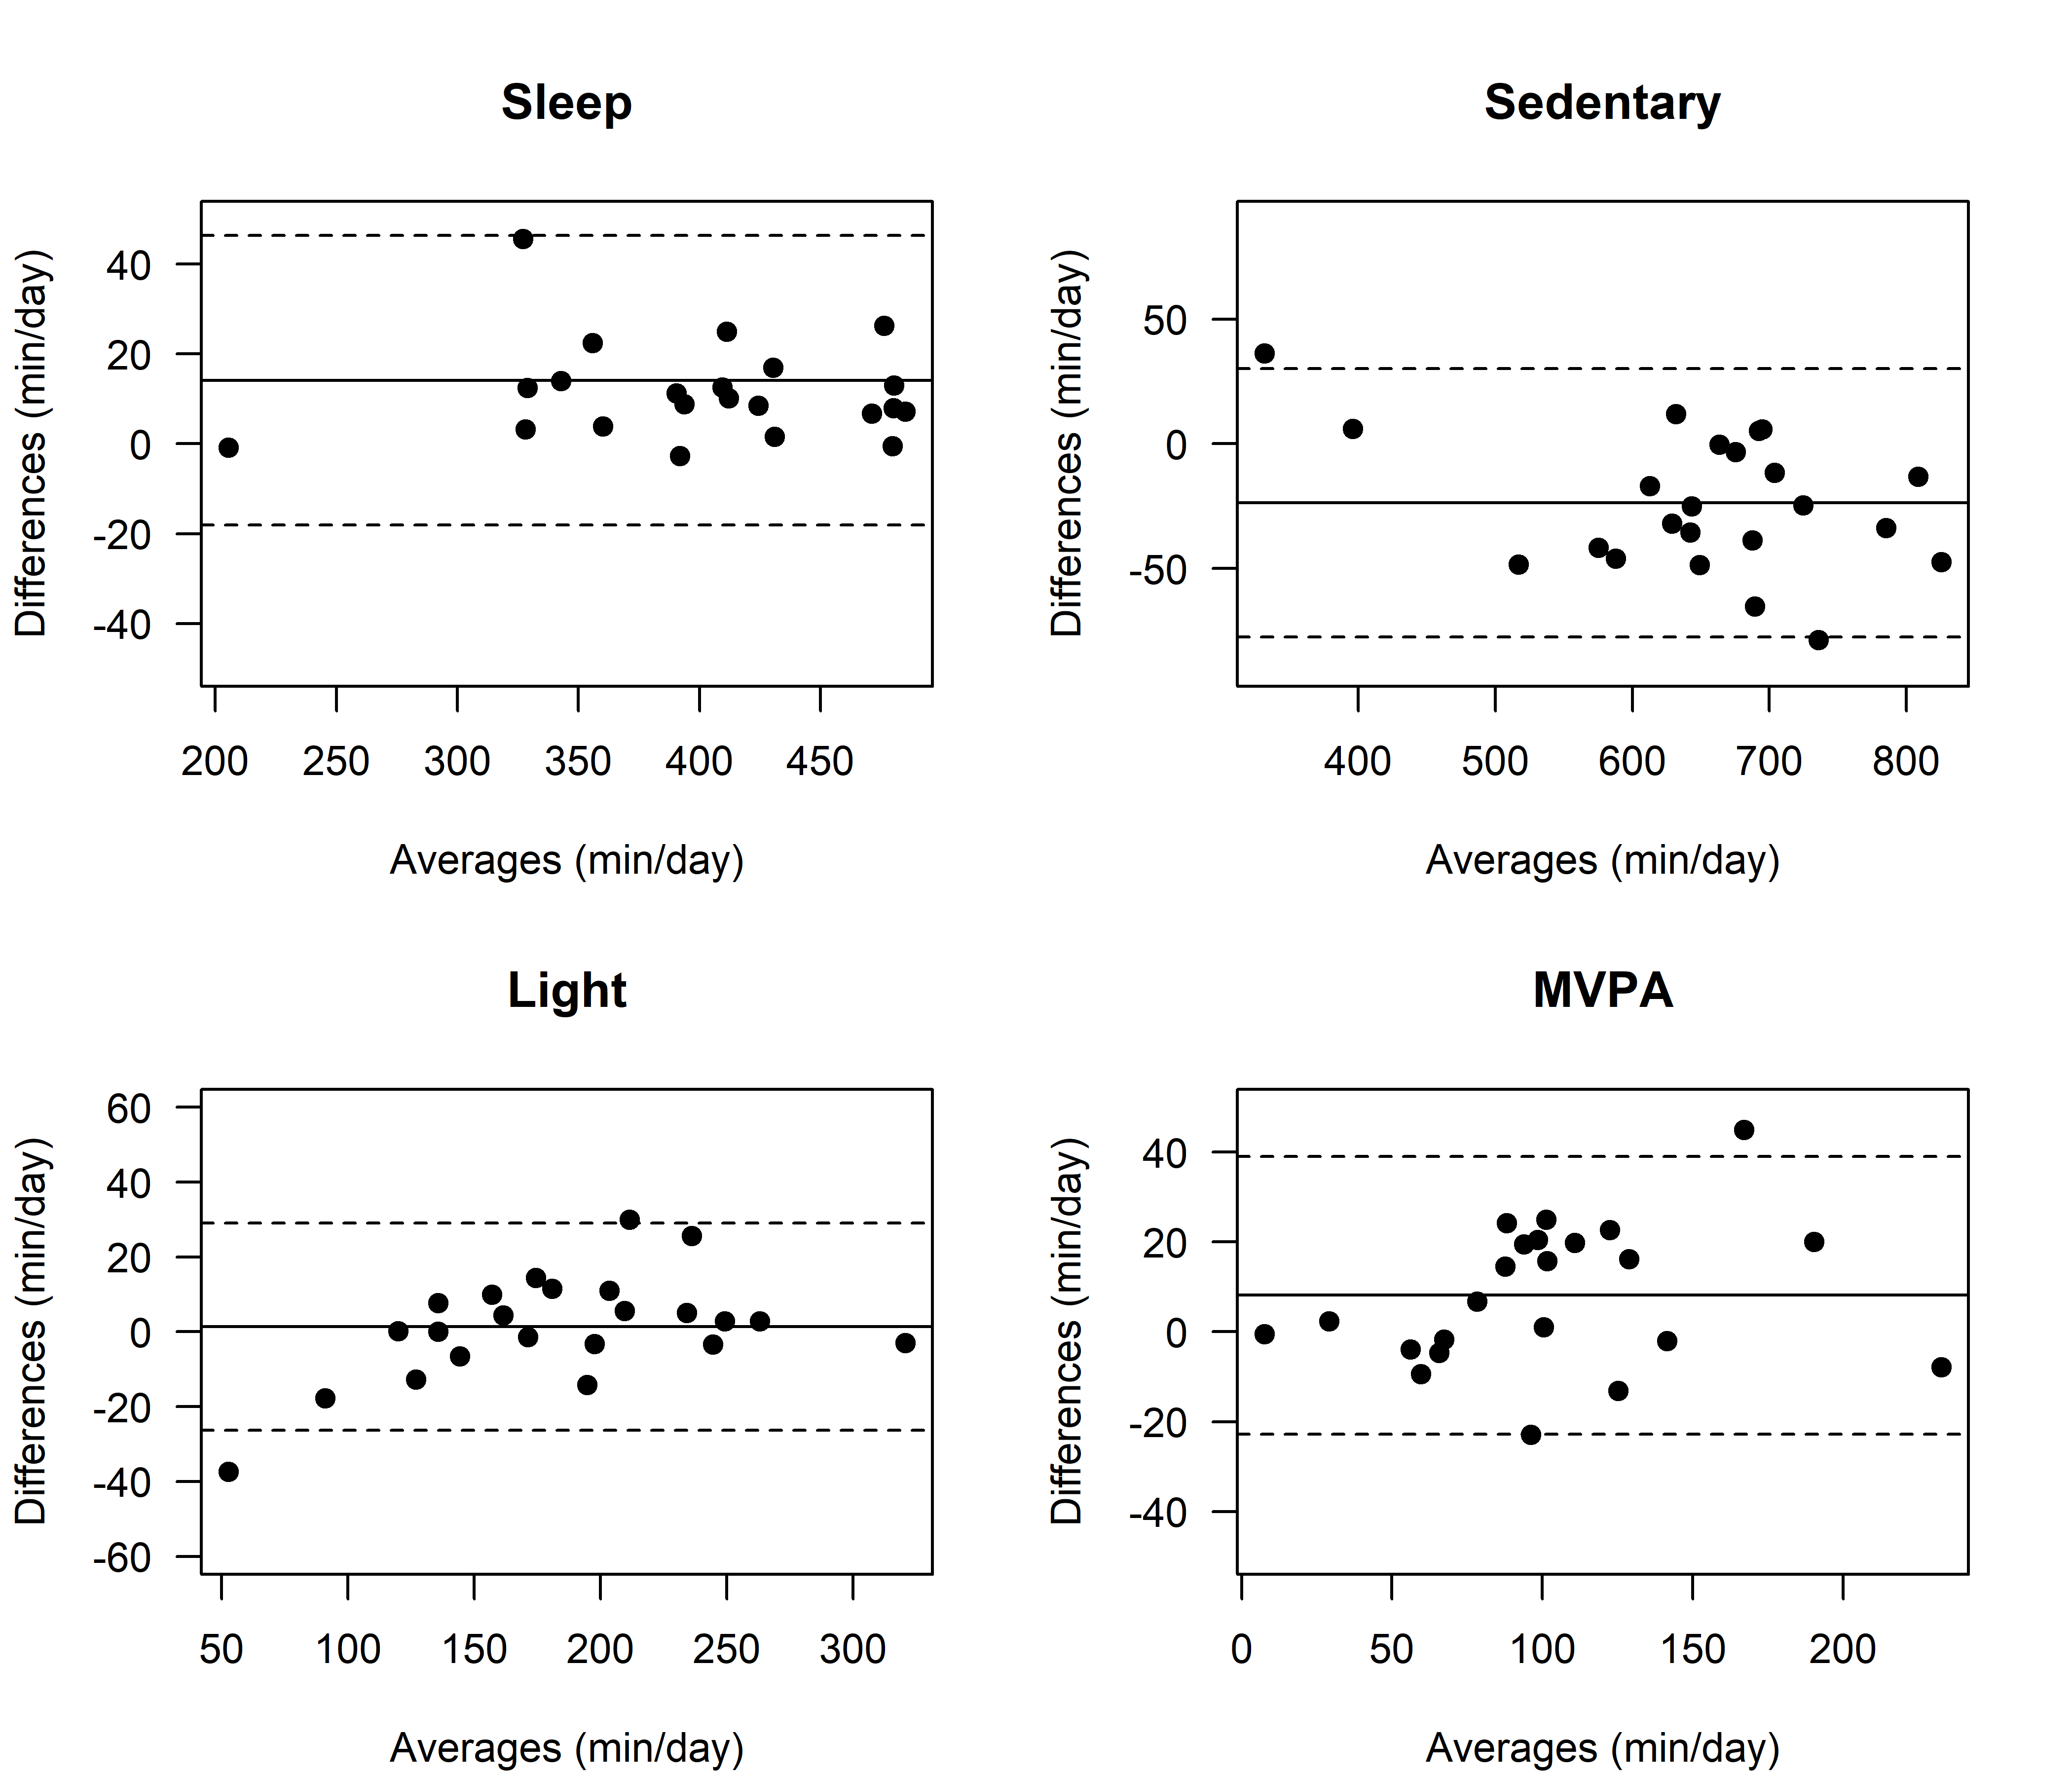 Sleep
Differences (min/day)
40
20
0
-20
-40
200 250 300 350 400 450
Averages (min/day)
Sedentary
Differences (min/day)
50
0
-50
400 500 600 700 800
Averages (min/day)
Light
Differences (min/day)
60
40
20
0
-20
-40
-60
50 100 150 200 250 300
Averages (min/day)
MVPA
Differences (min/day)
40
20
0
-20
-40
0 50 100 150 200
Averages (min/day)